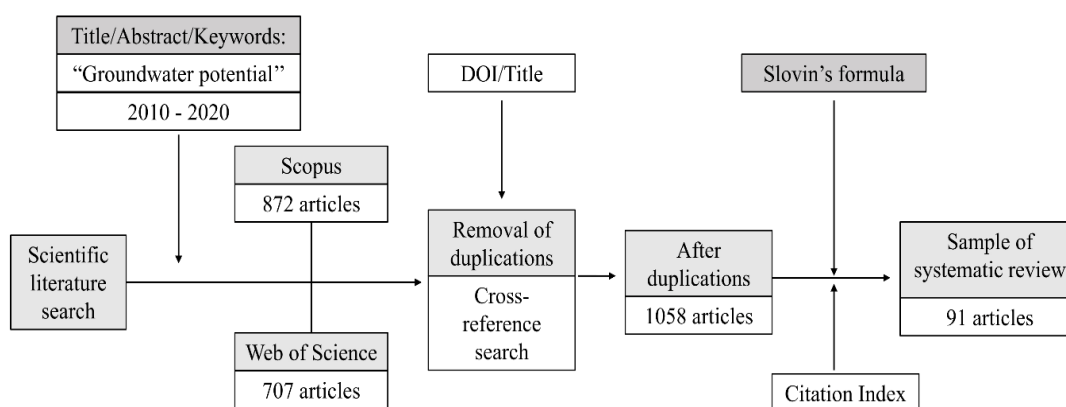 Title/Abstract/Keywords:
“Groundwater potential”
2010 - 2020
DOI/Title
Slovin’s formula
Scopus
872 articles
Scientific
literature
search
Removal of
duplications
Cross-
reference
search
After
duplications
1058 articles
Sample of
systematic review
91 articles
Web of Science
707 articles
Citation Index